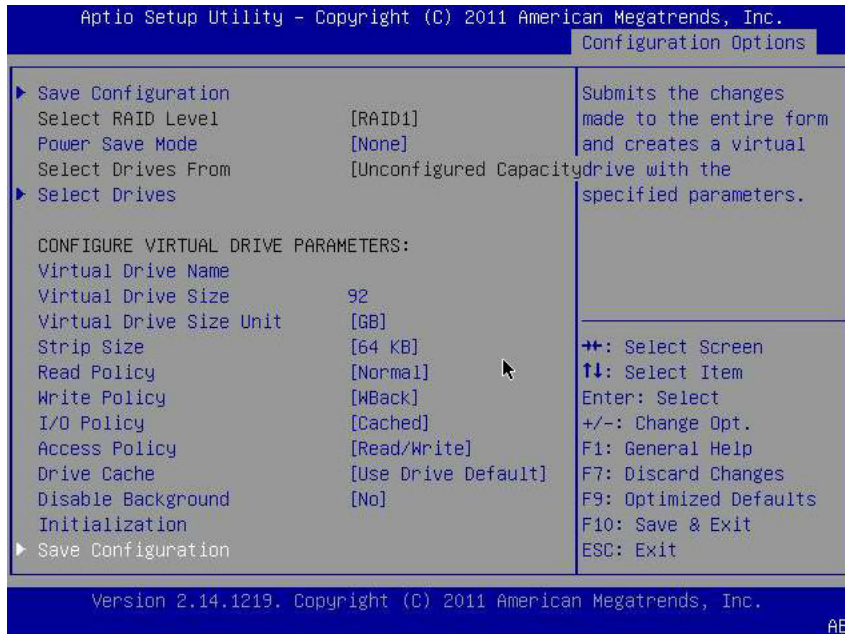 Aptio Setup Utility – Copyright (C) 2011 American Megatrends, Inc.
Configuration Options
Save Configuration
Select RAID Level [RAID1]
Power Save Mode [None]
Select Drives From [Unconfigured Capacity
Select Drives
CONFIGURE VIRTUAL DRIVE PARAMETERS:
Virtual Drive Name
Virtual Drive Size 92
Virtual Drive Size Unit [GB]
Strip Size [64 KB]
Read Policy [Normal]
Write Policy [WBack]
I/O Policy [Cached]
Access Policy [Read/Write]
Drive Cache [Use Drive Default]
Disable Background [No]
Initialization
Save Configuration
Submits the changes
made to the entire form
and creates a virtual
drive with the
specified parameters.
→←: Select Screen
↑↓: Select Item
Enter: Select
+/-: Change Opt.
F1: General Help
F7: Discard Changes
F9: Optimized Defaults
F10: Save & Exit
ESC: Exit
Version 2.14.1219. Copyright (C) 2011 American Megatrends, Inc.
AB